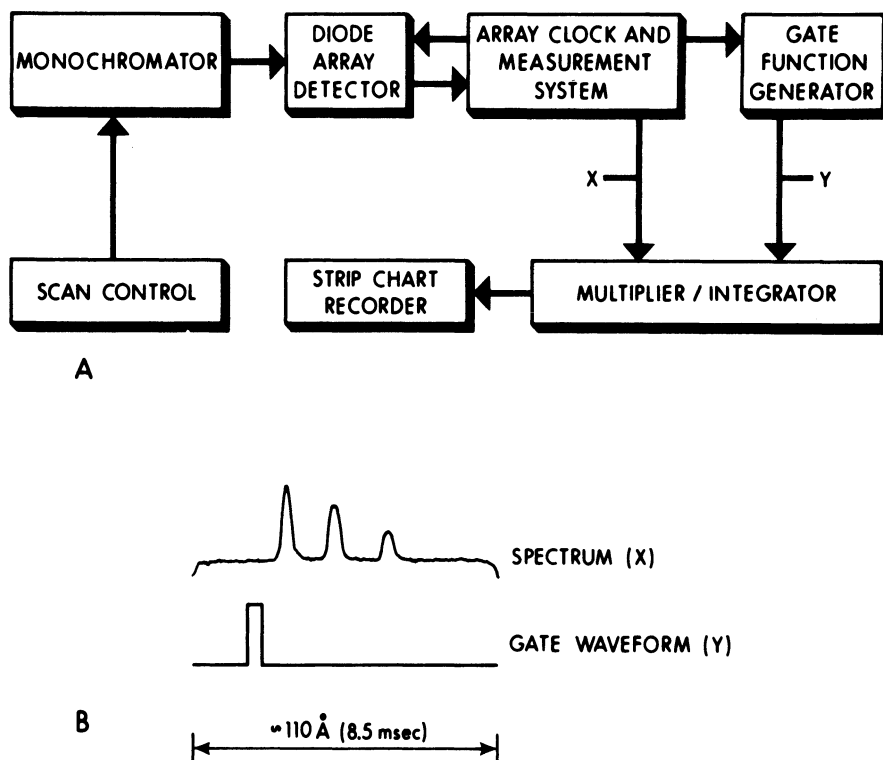 MONOCHROMATOR
DIODE
ARRAY
DETECTOR
ARRAY CLOCK AND
MEASUREMENT
SYSTEM
GATE
FUNCTION
GENERATOR
X
Y
SCAN CONTROL
STRIP CHART
RECORDER
MULTIPLIER / INTEGRATOR
A
SPECTRUM (X)
GATE WAVEFORM (Y)
B
~110 Å (8.5 msec)